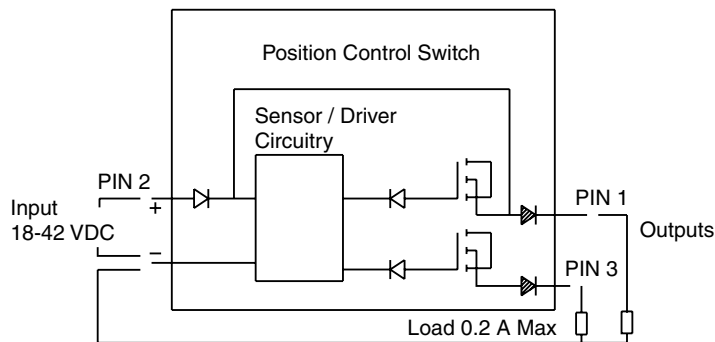 Position Control Switch
Sensor / Driver
Circuitry
PIN 2
+
Input
18-42 VDC
–
PIN 1
Outputs
PIN 3
Load 0.2 A Max